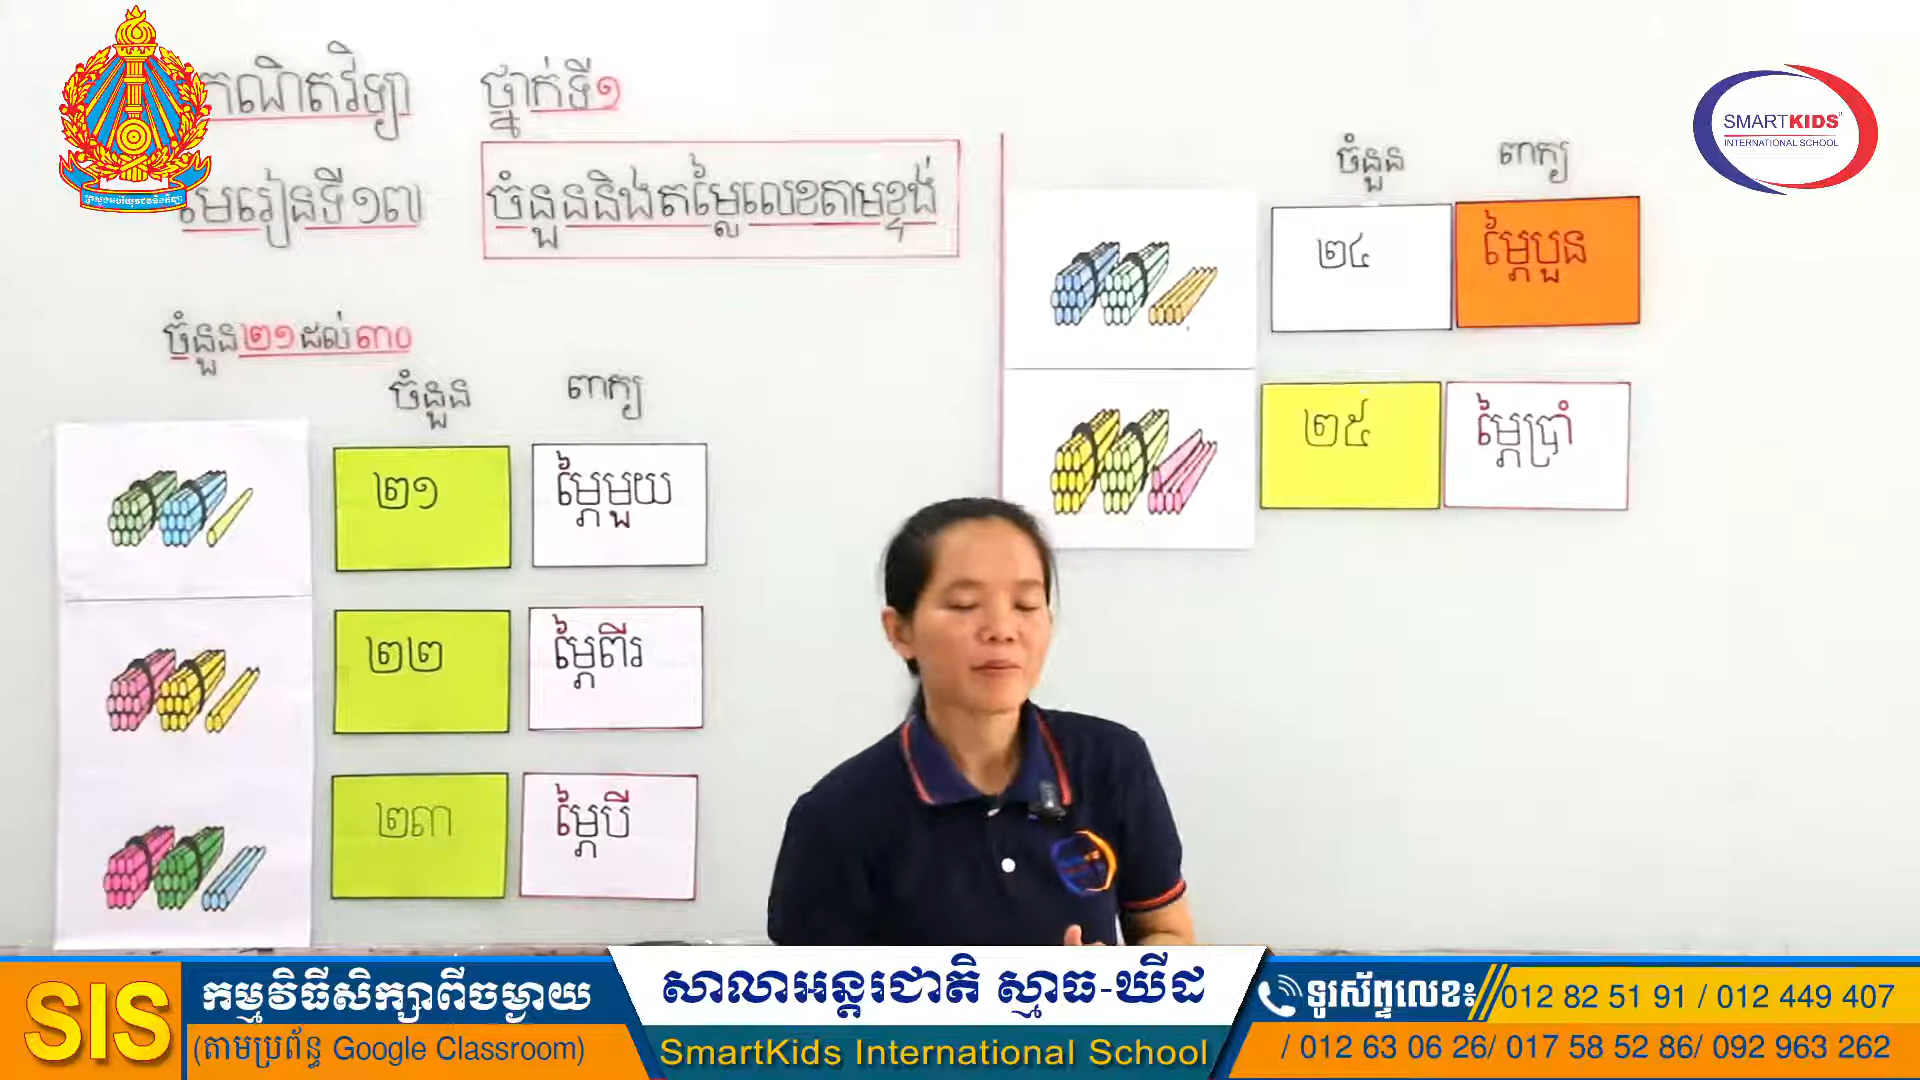 គណិតវិទ្យា ថ្នាក់ទី១
មេរៀនទី១៧ ចំនួននិងតម្លៃលេខតាមខ្ទង់
ចំនួន២១ដល់៣០
ចំនួន ពាក្យ
២១ ម្ភៃមួយ
២២ ម្ភៃពីរ
២៣ ម្ភៃបី
ចំនួន ពាក្យ
២៤ ម្ភៃបួន
២៥ ម្ភៃប្រាំ
SMARTKIDS
INTERNATIONAL SCHOOL
SIS
កម្មវិធីសិក្សាពីចម្ងាយ
(តាមប្រព័ន្ធ Google Classroom)
សាលាអន្តរជាតិ ស្មាធ-ឃីដ
SmartKids International School
ទូរស័ព្ទលេខ៖ 012 82 51 91 / 012 449 407
/ 012 63 06 26/ 017 58 52 86/ 092 963 262